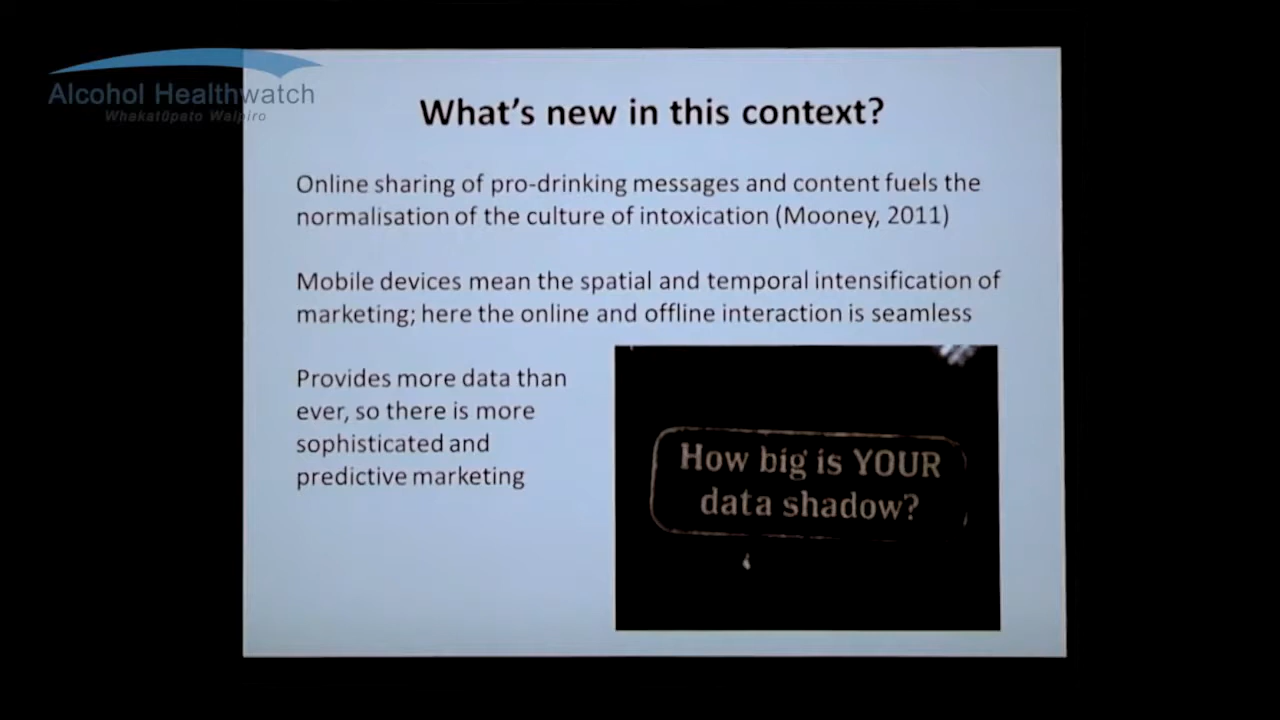 Alcohol Healthwatch
Whakatūpato Waipiro
What's new in this context?
Online sharing of pro-drinking messages and content fuels the
normalisation of the culture of intoxication (Mooney, 2011)
Mobile devices mean the spatial and temporal intensification of
marketing; here the online and offline interaction is seamless
Provides more data than
ever, so there is more
sophisticated and
predictive marketing
How big is YOUR
data shadow?